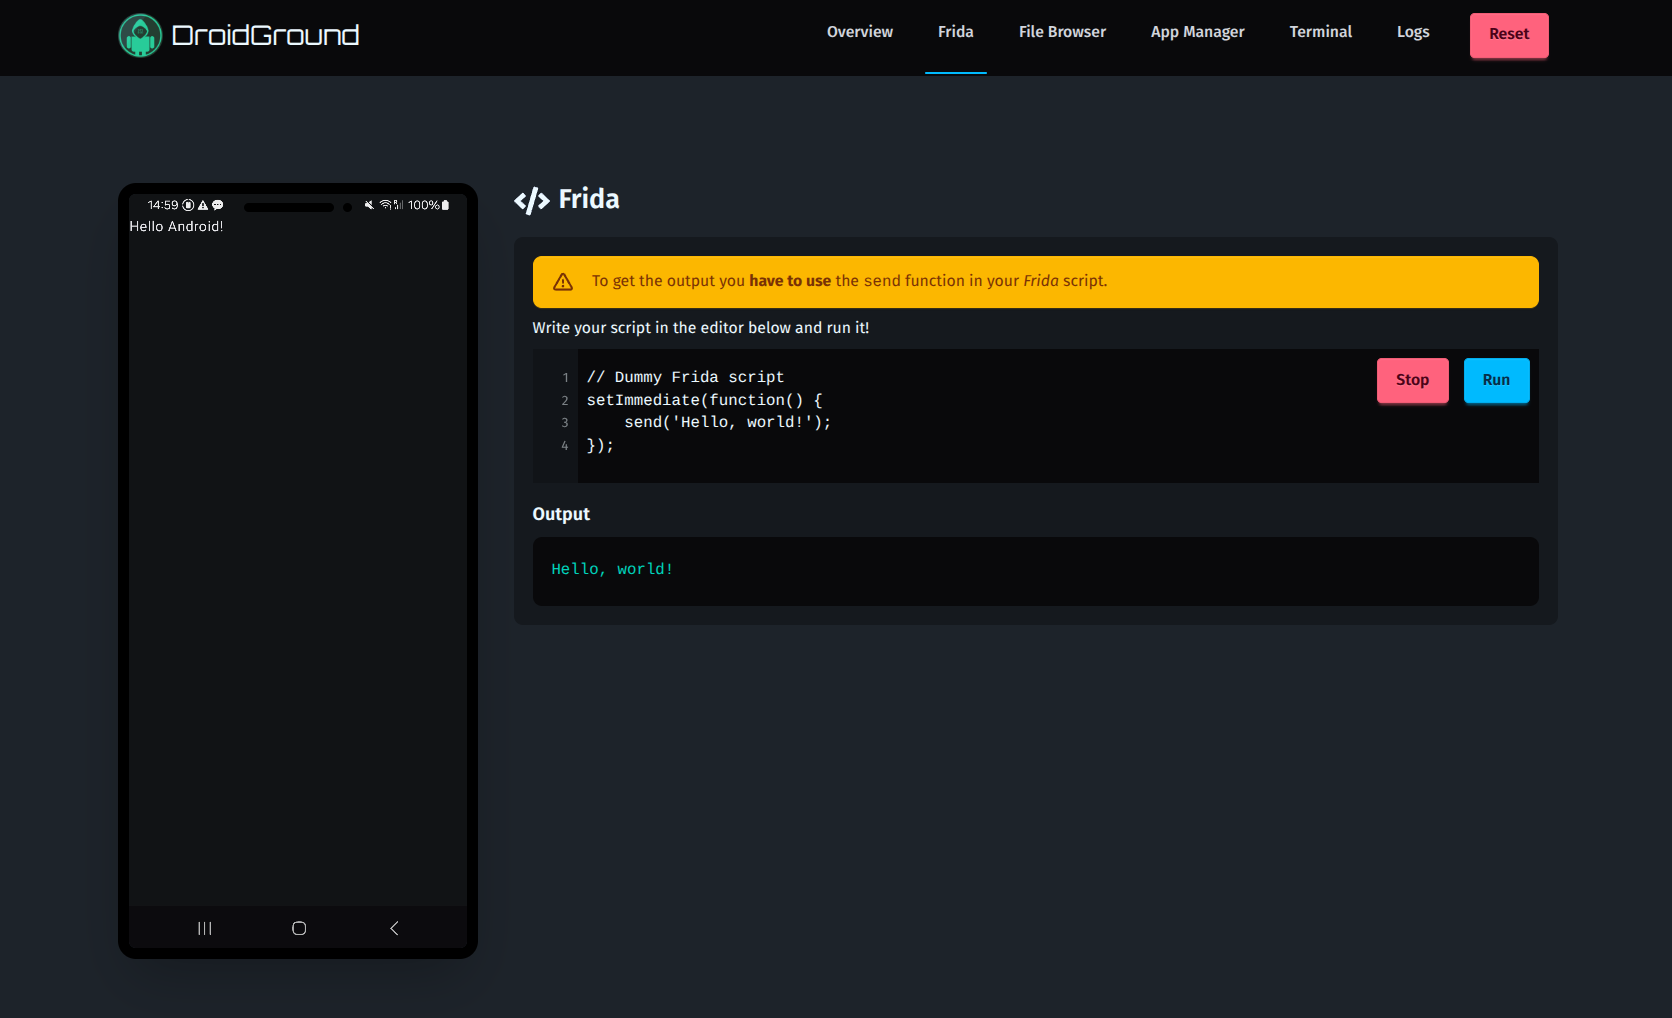 DroidGround
Overview Frida File Browser App Manager Terminal Logs Reset
14:59 100%
Hello Android!
</> Frida
To get the output you have to use the send function in your Frida script.
Write your script in the editor below and run it!
Stop Run
1 // Dummy Frida script
2 setImmediate(function() {
3     send('Hello, world!');
4 });
Output
Hello, world!